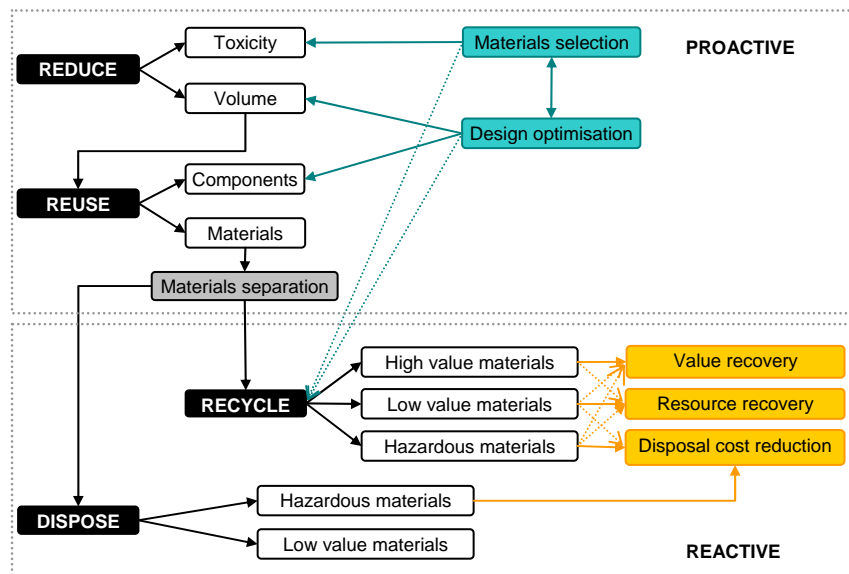 Toxicity
Materials selection
PROACTIVE
REDUCE
Volume
Design optimisation
Components
REUSE
Materials
Materials separation
High value materials
Value recovery
RECYCLE
Low value materials
Resource recovery
Hazardous materials
Disposal cost reduction
Hazardous materials
DISPOSE
Low value materials
REACTIVE